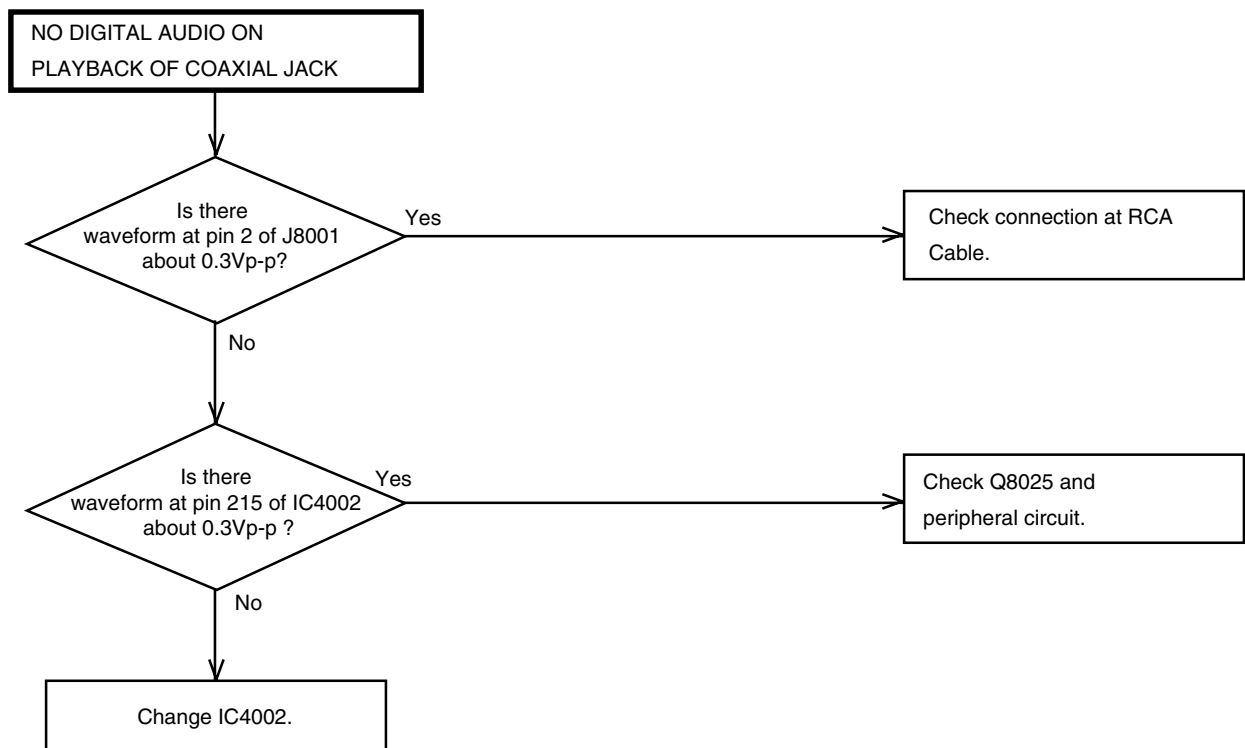 NO DIGITAL AUDIO ON
PLAYBACK OF COAXIAL JACK
Is there
waveform at pin 2 of J8001
about 0.3Vp-p?
Yes
Check connection at RCA
Cable.
No
Is there
waveform at pin 215 of IC4002
about 0.3Vp-p ?
Yes
Check Q8025 and
peripheral circuit.
No
Change IC4002.